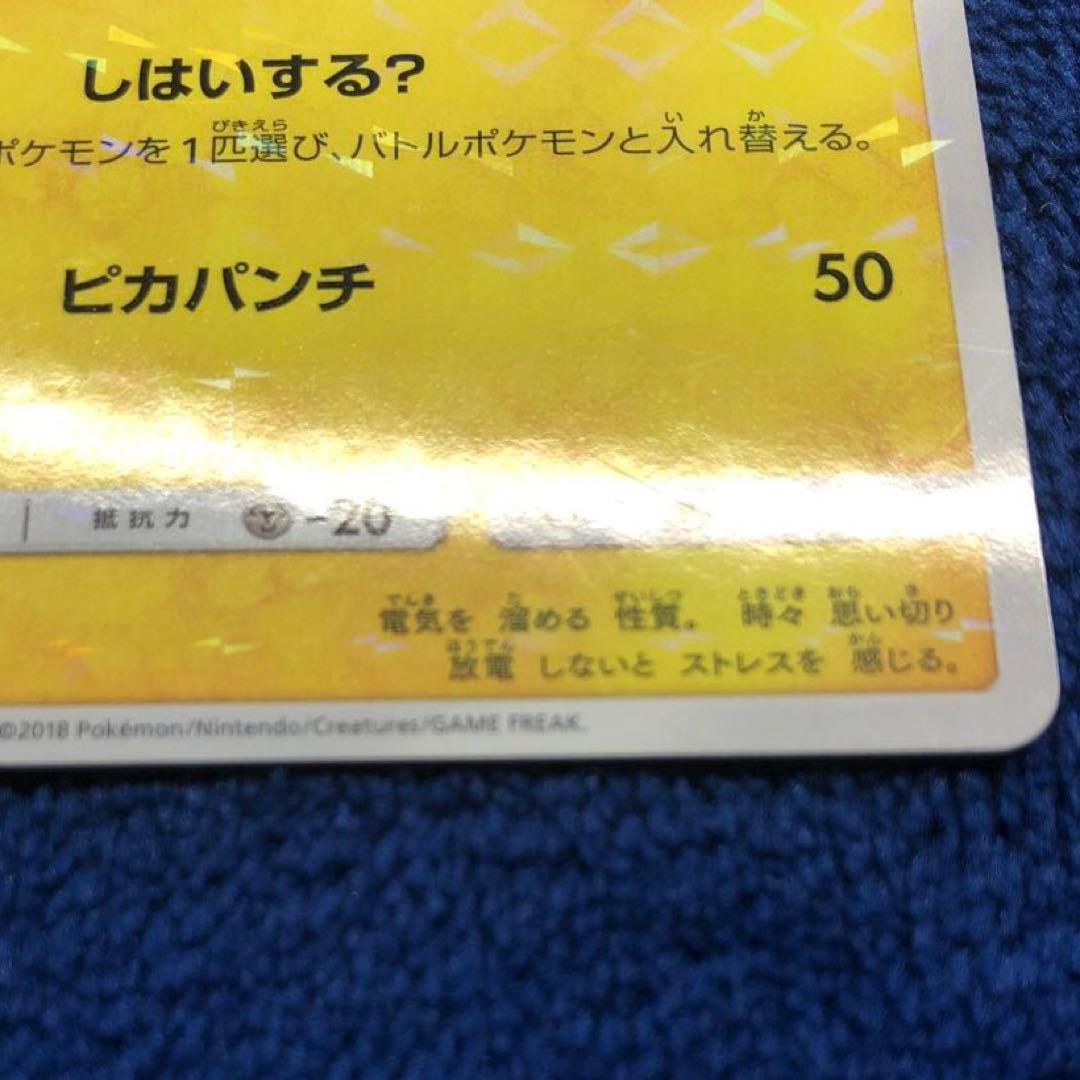 しはいする?
ポケモンを1匹選び、バトルポケモンと入れ替える。
ピカパンチ 50
抵抗力 -20
電気を 溜める 性質。 時々 思い切り
放電 しないと ストレスを 感じる。
©2018 Pokémon/Nintendo/Creatures/GAME FREAK.